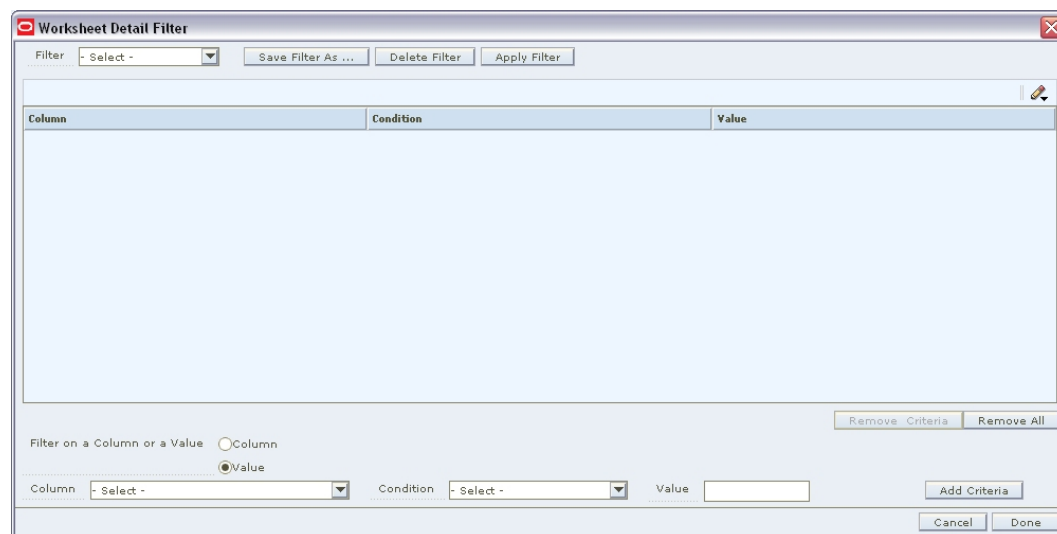 Worksheet Detail Filter
Filter - Select - Save Filter As ... Delete Filter Apply Filter
Column Condition Value
Remove Criteria Remove All
Filter on a Column or a Value Column
Value
Column - Select - Condition - Select - Value Add Criteria
Cancel Done